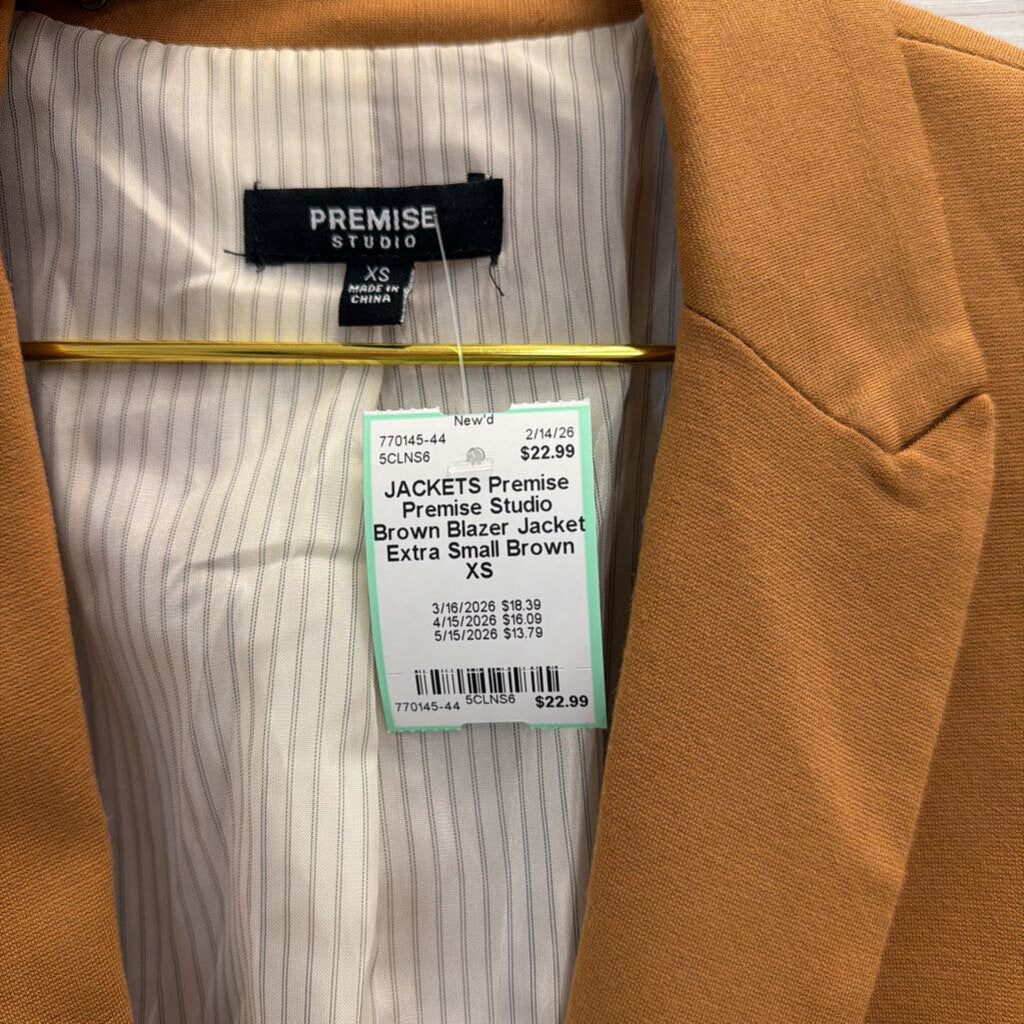 PREMISE
STUDIO
XS
MADE IN
CHINA
New'd
770145-44 2/14/26
5CLNS6 $22.99
JACKETS Premise
Premise Studio
Brown Blazer Jacket
Extra Small Brown
XS
3/16/2026 $18.39
4/15/2026 $16.09
5/15/2026 $13.79
770145-44 5CLNS6 $22.99